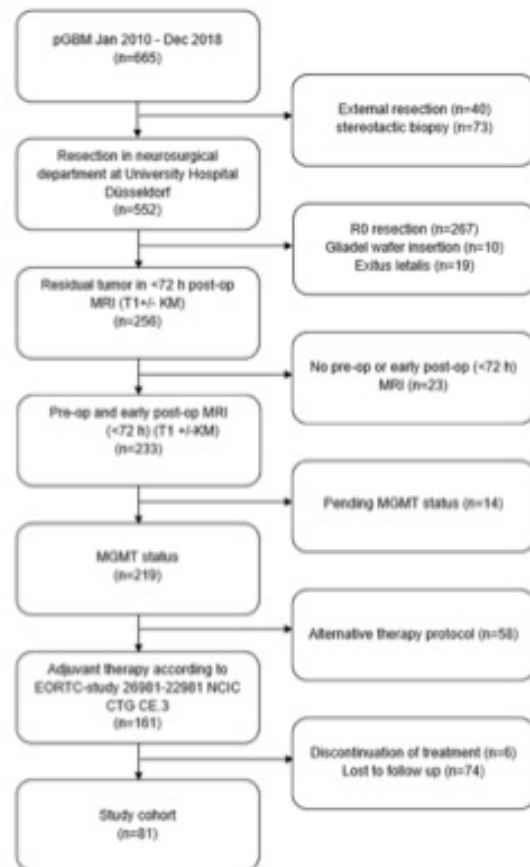 pGBM Jan 2010 - Dec 2018
(n=665)
External resection (n=40)
stereotactic biopsy (n=73)
Resection in neurosurgical
department at University Hospital
Düsseldorf
(n=552)
R0 resection (n=267)
Gliadel wafer insertion (n=10)
Exitus letalis (n=19)
Residual tumor in <72 h post-op
MRI (T1+/- KM)
(n=256)
No pre-op or early post-op (<72 h)
MRI (n=23)
Pre-op and early post-op MRI
(<72 h) (T1 +/-KM)
(n=233)
Pending MGMT status (n=14)
MGMT status
(n=219)
Alternative therapy protocol (n=58)
Adjuvant therapy according to
EORTC-study 26981-22981 NCIC
CTG CE.3
(n=161)
Discontinuation of treatment (n=6)
Lost to follow up (n=74)
Study cohort
(n=81)